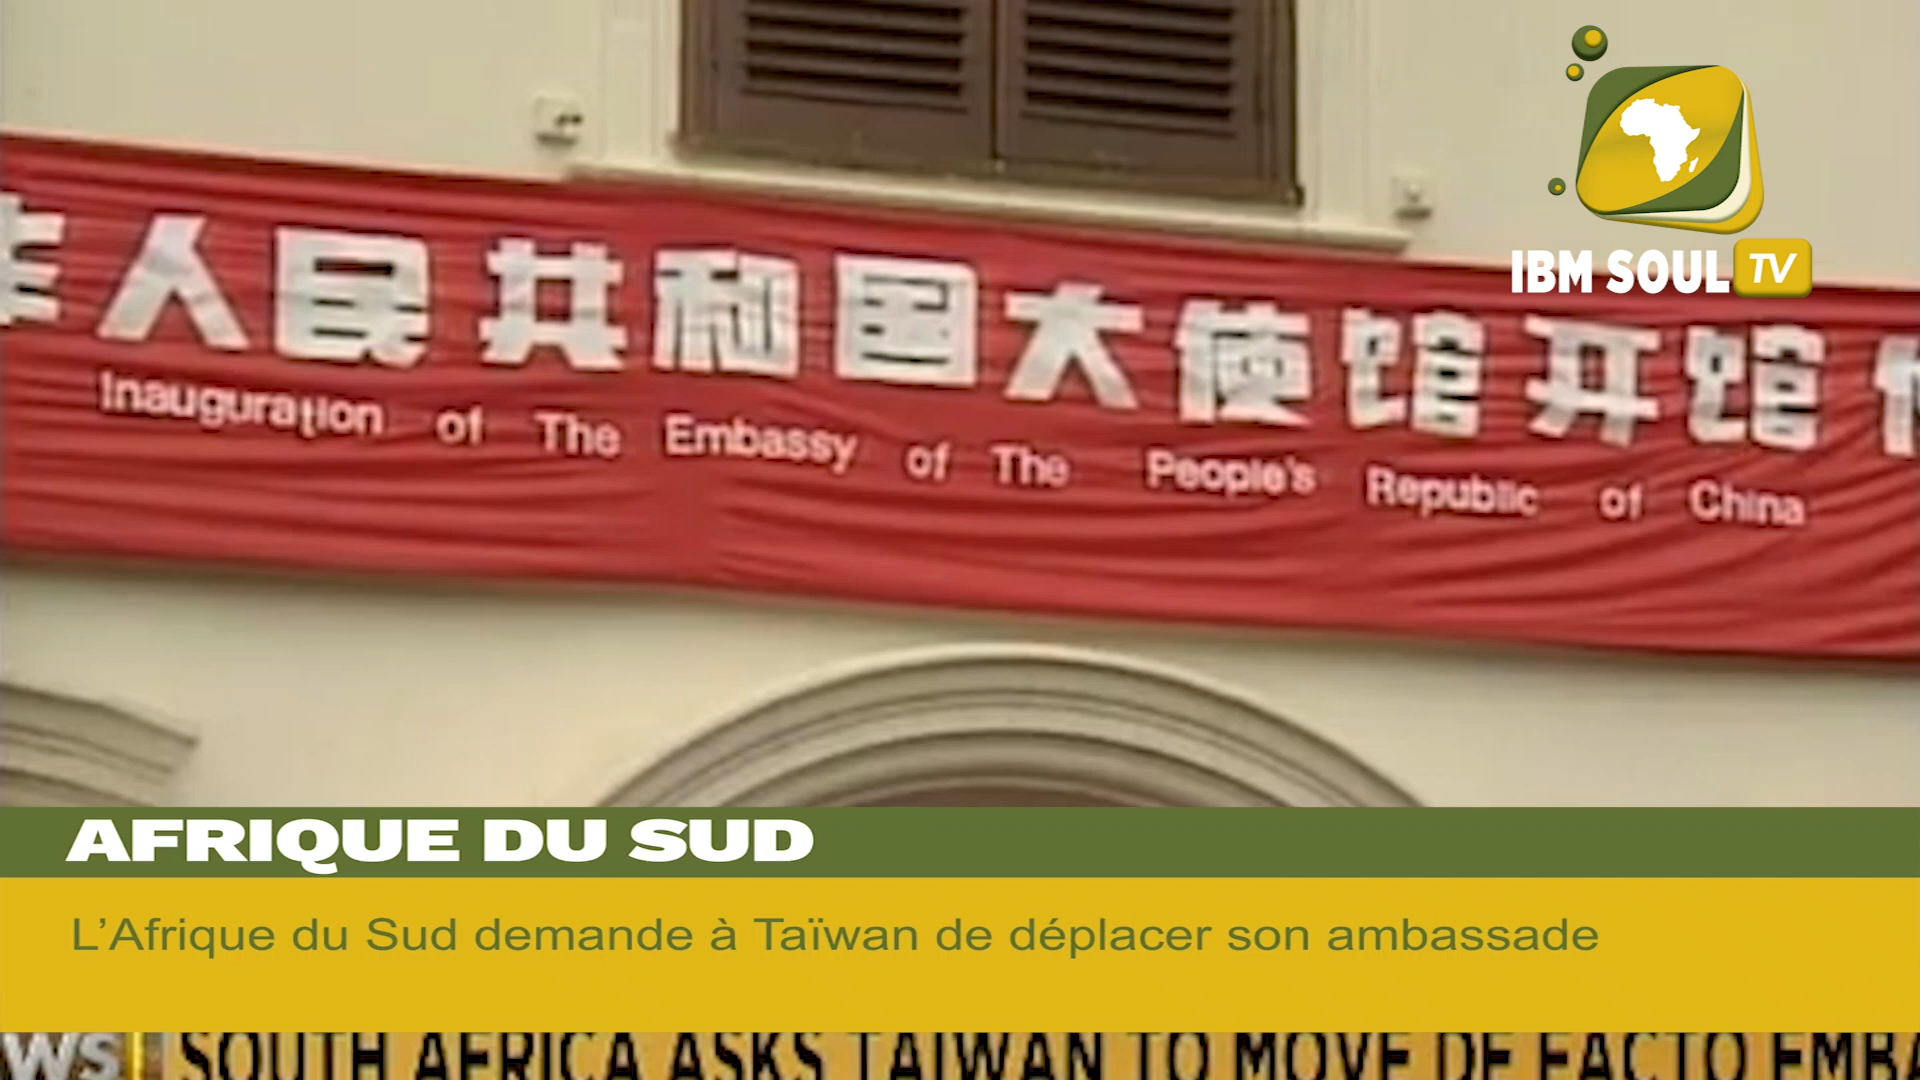 IBM SOUL TV
人民共和国大使馆开馆
Inauguration of The Embassy of The People's Republic of China
AFRIQUE DU SUD
L’Afrique du Sud demande à Taïwan de déplacer son ambassade
SOUTH AFRICA ASKS TAIWAN TO MOVE DE FACTO